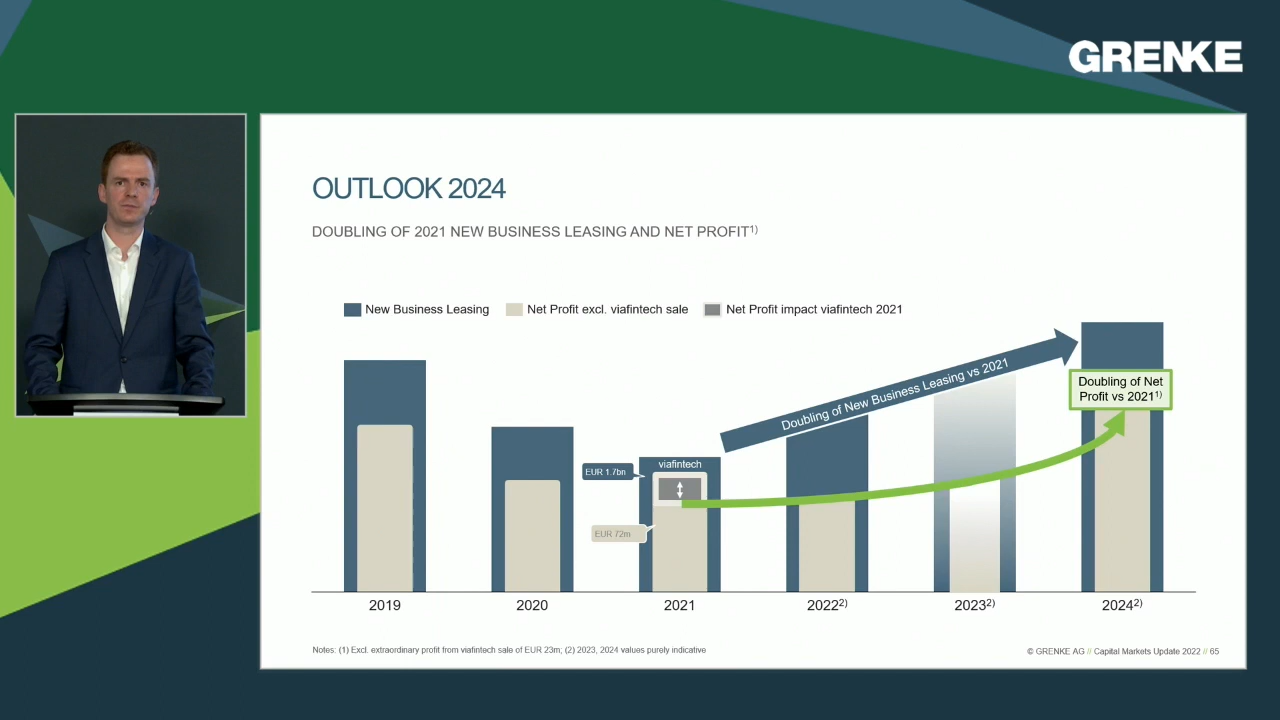 GRENKE
OUTLOOK 2024
DOUBLING OF 2021 NEW BUSINESS LEASING AND NET PROFIT1)
New Business Leasing
Net Profit excl. viafintech sale
Net Profit impact viafintech 2021
Doubling of New Business Leasing vs 2021
Doubling of Net
Profit vs 20211)
viafintech
EUR 1.7bn
EUR 72m
2019
2020
2021
20222)
20232)
20242)
Notes: (1) Excl. extraordinary profit from viafintech sale of EUR 23m; (2) 2023, 2024 values purely indicative
© GRENKE AG // Capital Markets Update 2022 // 65